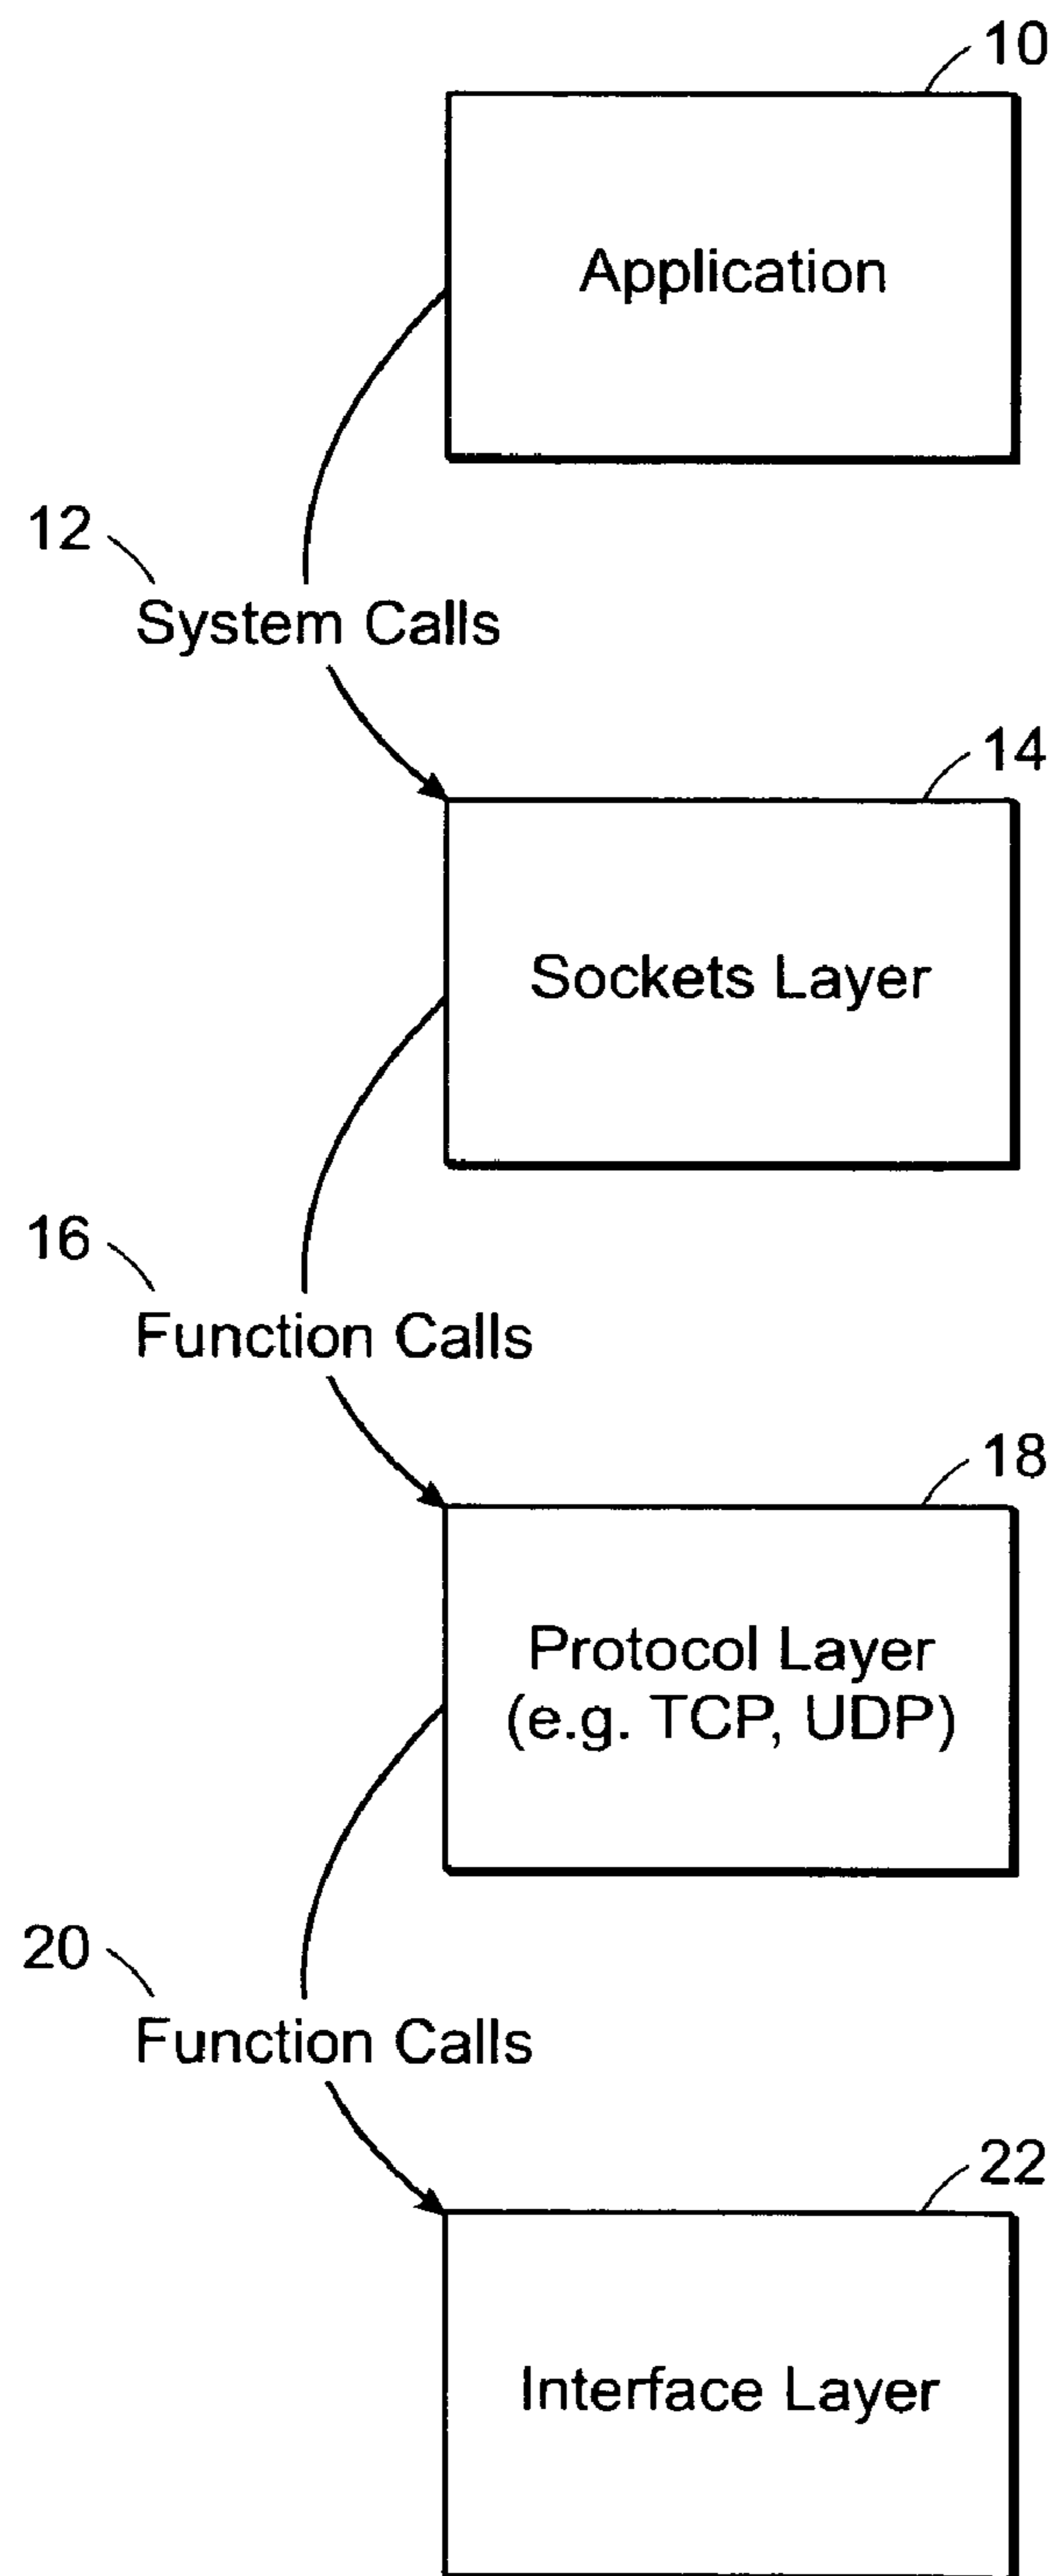 10
Application
12
System Calls
14
Sockets Layer
16
Function Calls
18
Protocol Layer
(e.g. TCP, UDP)
20
Function Calls
22
Interface Layer